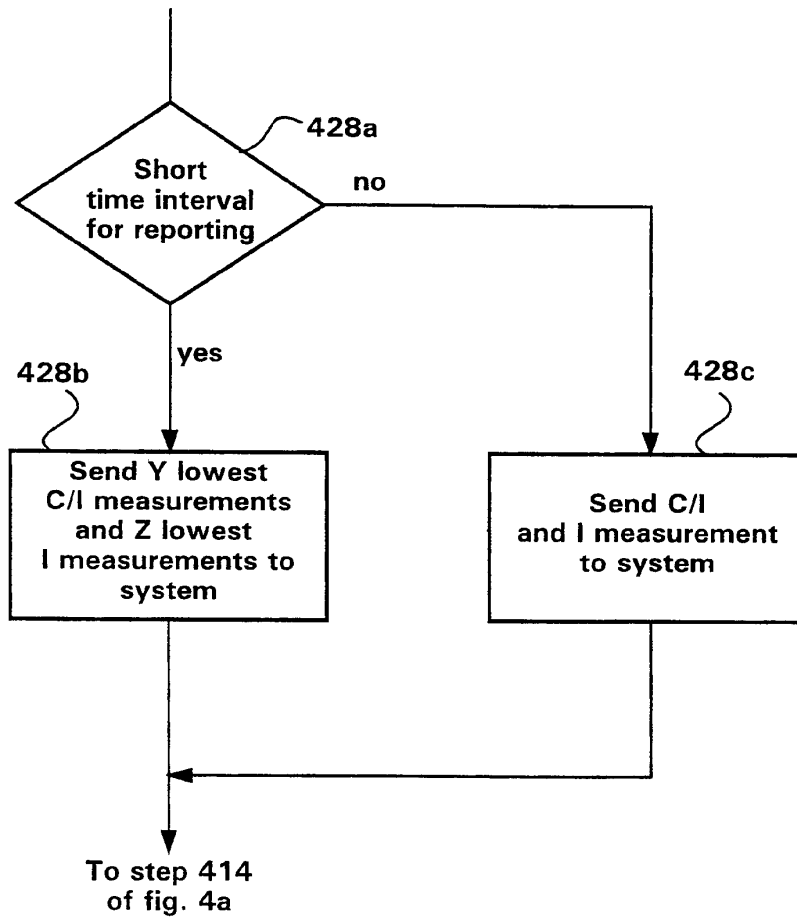 428a
Short
time interval
for reporting
no
yes
428b
428c
Send Y lowest
C/I measurements
and Z lowest
I measurements to
system
Send C/I
and I measurement
to system
To step 414
of fig. 4a